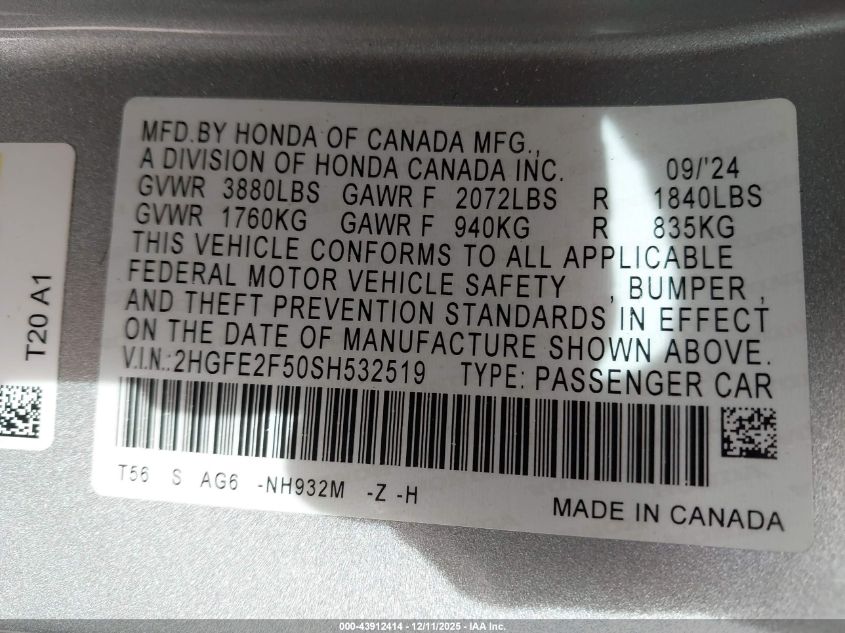 MFD.BY HONDA OF CANADA MFG.,
A DIVISION OF HONDA CANADA INC. 09/'24
GVWR 3880LBS GAWR F 2072LBS R 1840LBS
GVWR 1760KG GAWR F 940KG R 835KG
THIS VEHICLE CONFORMS TO ALL APPLICABLE
FEDERAL MOTOR VEHICLE SAFETY , BUMPER ,
AND THEFT PREVENTION STANDARDS IN EFFECT
ON THE DATE OF MANUFACTURE SHOWN ABOVE.
V.I.N.:2HGFE2F50SH532519 TYPE: PASSENGER CAR
T56 S AG6 -NH932M -Z -H
MADE IN CANADA
T20 A1
000-43912414 - 12/11/2025 - IAA Inc.